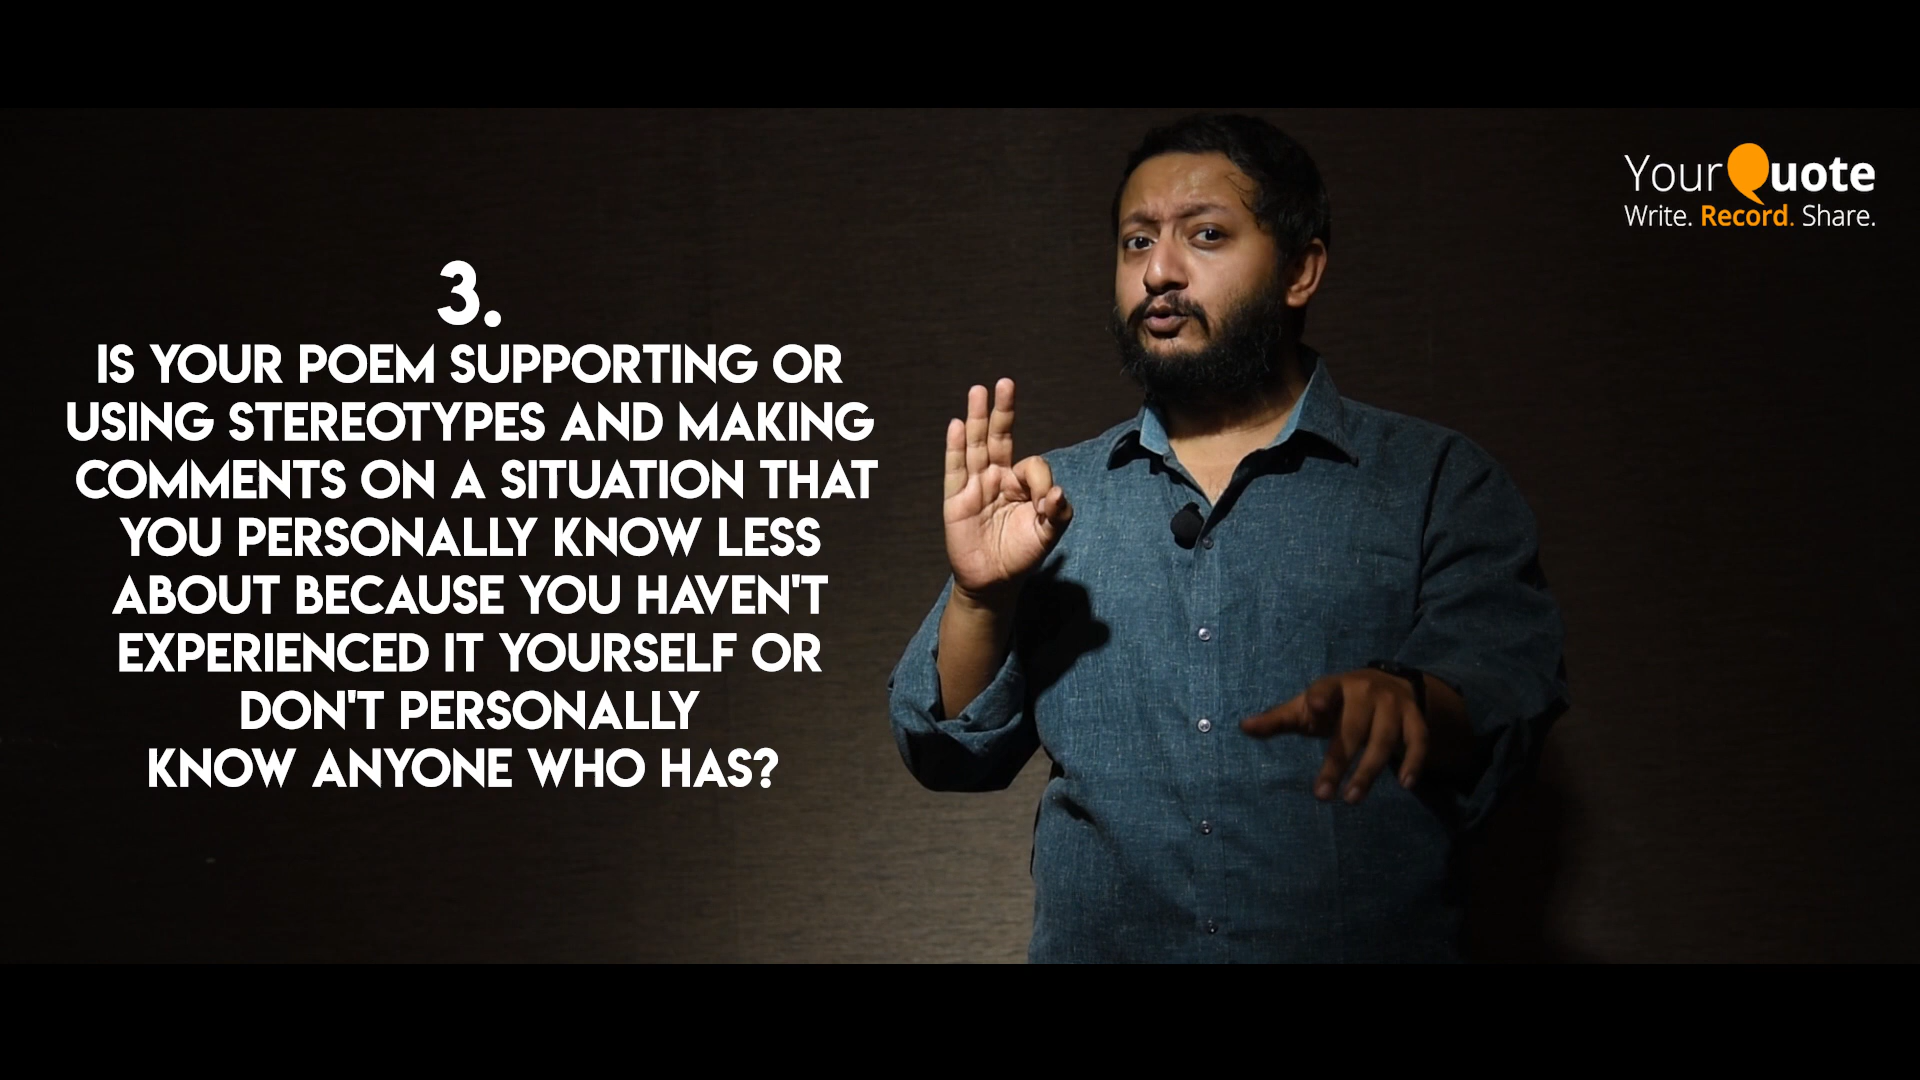 YourQuote
Write. Record. Share.
3.
IS YOUR POEM SUPPORTING OR
USING STEREOTYPES AND MAKING
COMMENTS ON A SITUATION THAT
YOU PERSONALLY KNOW LESS
ABOUT BECAUSE YOU HAVEN'T
EXPERIENCED IT YOURSELF OR
DON'T PERSONALLY
KNOW ANYONE WHO HAS?